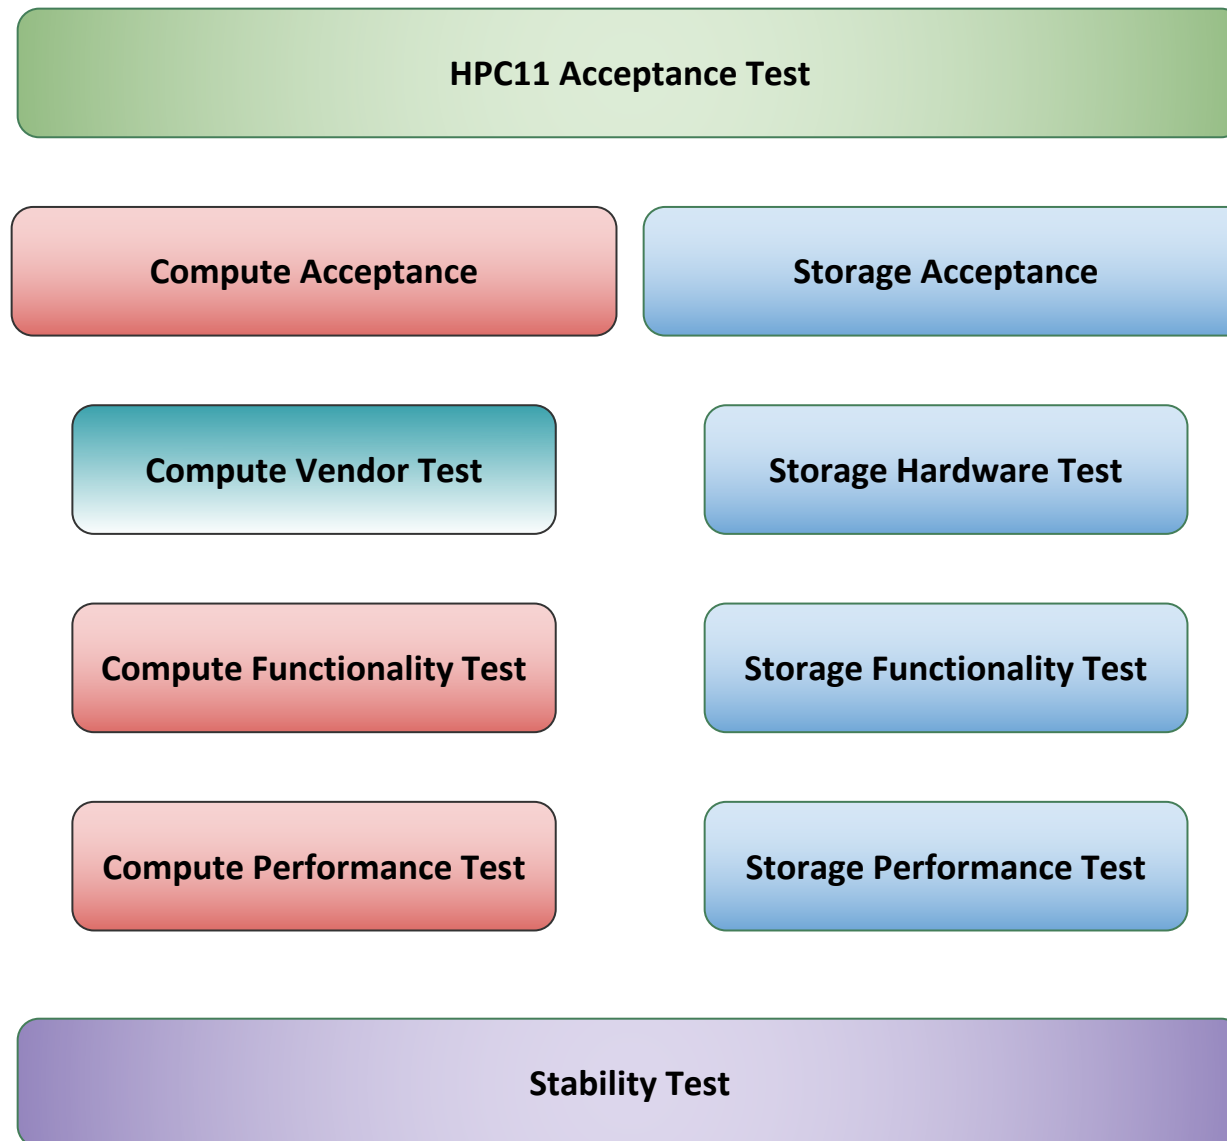 HPC11 Acceptance Test
Compute Acceptance
Storage Acceptance
Compute Vendor Test
Storage Hardware Test
Compute Functionality Test
Storage Functionality Test
Compute Performance Test
Storage Performance Test
Stability Test